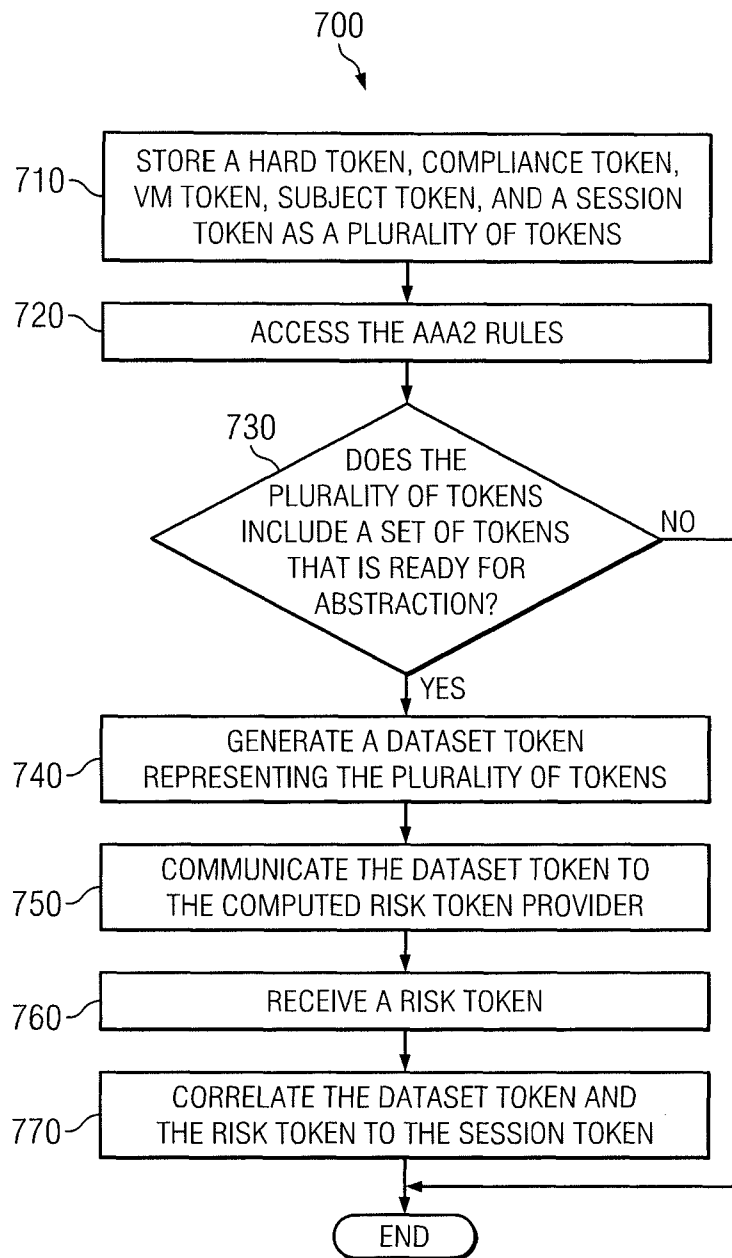 700
710
STORE A HARD TOKEN, COMPLIANCE TOKEN,
VM TOKEN, SUBJECT TOKEN, AND A SESSION
TOKEN AS A PLURALITY OF TOKENS
720
ACCESS THE AAA2 RULES
730
DOES THE
PLURALITY OF TOKENS
INCLUDE A SET OF TOKENS
THAT IS READY FOR
ABSTRACTION?
NO
YES
740
GENERATE A DATASET TOKEN
REPRESENTING THE PLURALITY OF TOKENS
750
COMMUNICATE THE DATASET TOKEN TO
THE COMPUTED RISK TOKEN PROVIDER
760
RECEIVE A RISK TOKEN
770
CORRELATE THE DATASET TOKEN AND
THE RISK TOKEN TO THE SESSION TOKEN
END